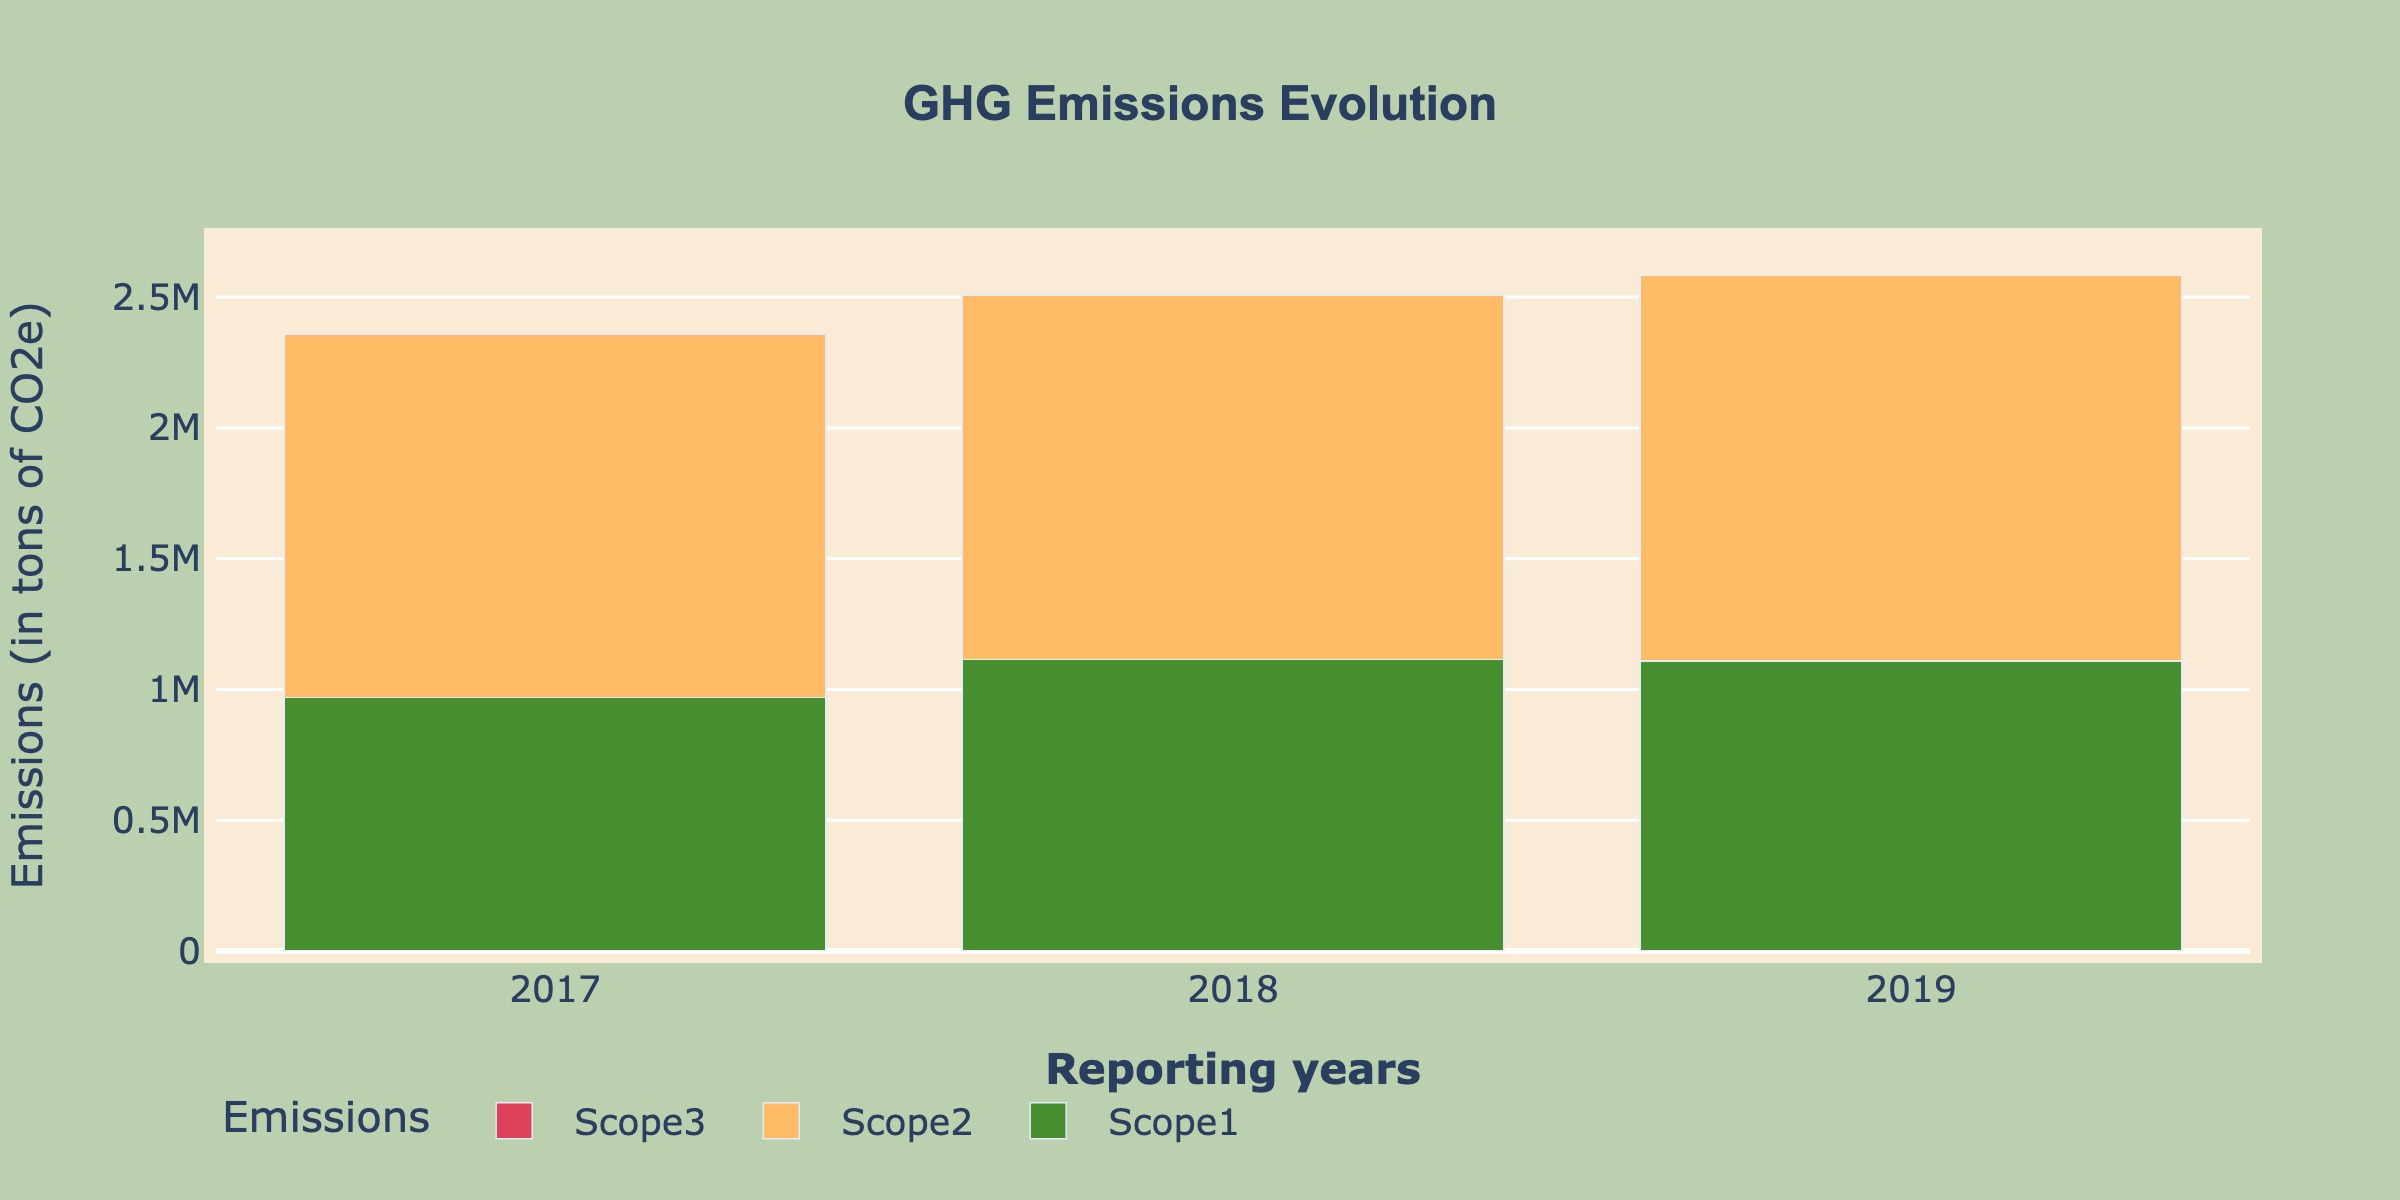 GHG Emissions Evolution
Emissions (in tons of CO2e)
2.5M
2M
1.5M
1M
0.5M
0
2017 2018 2019
Reporting years
Emissions Scope3 Scope2 Scope1